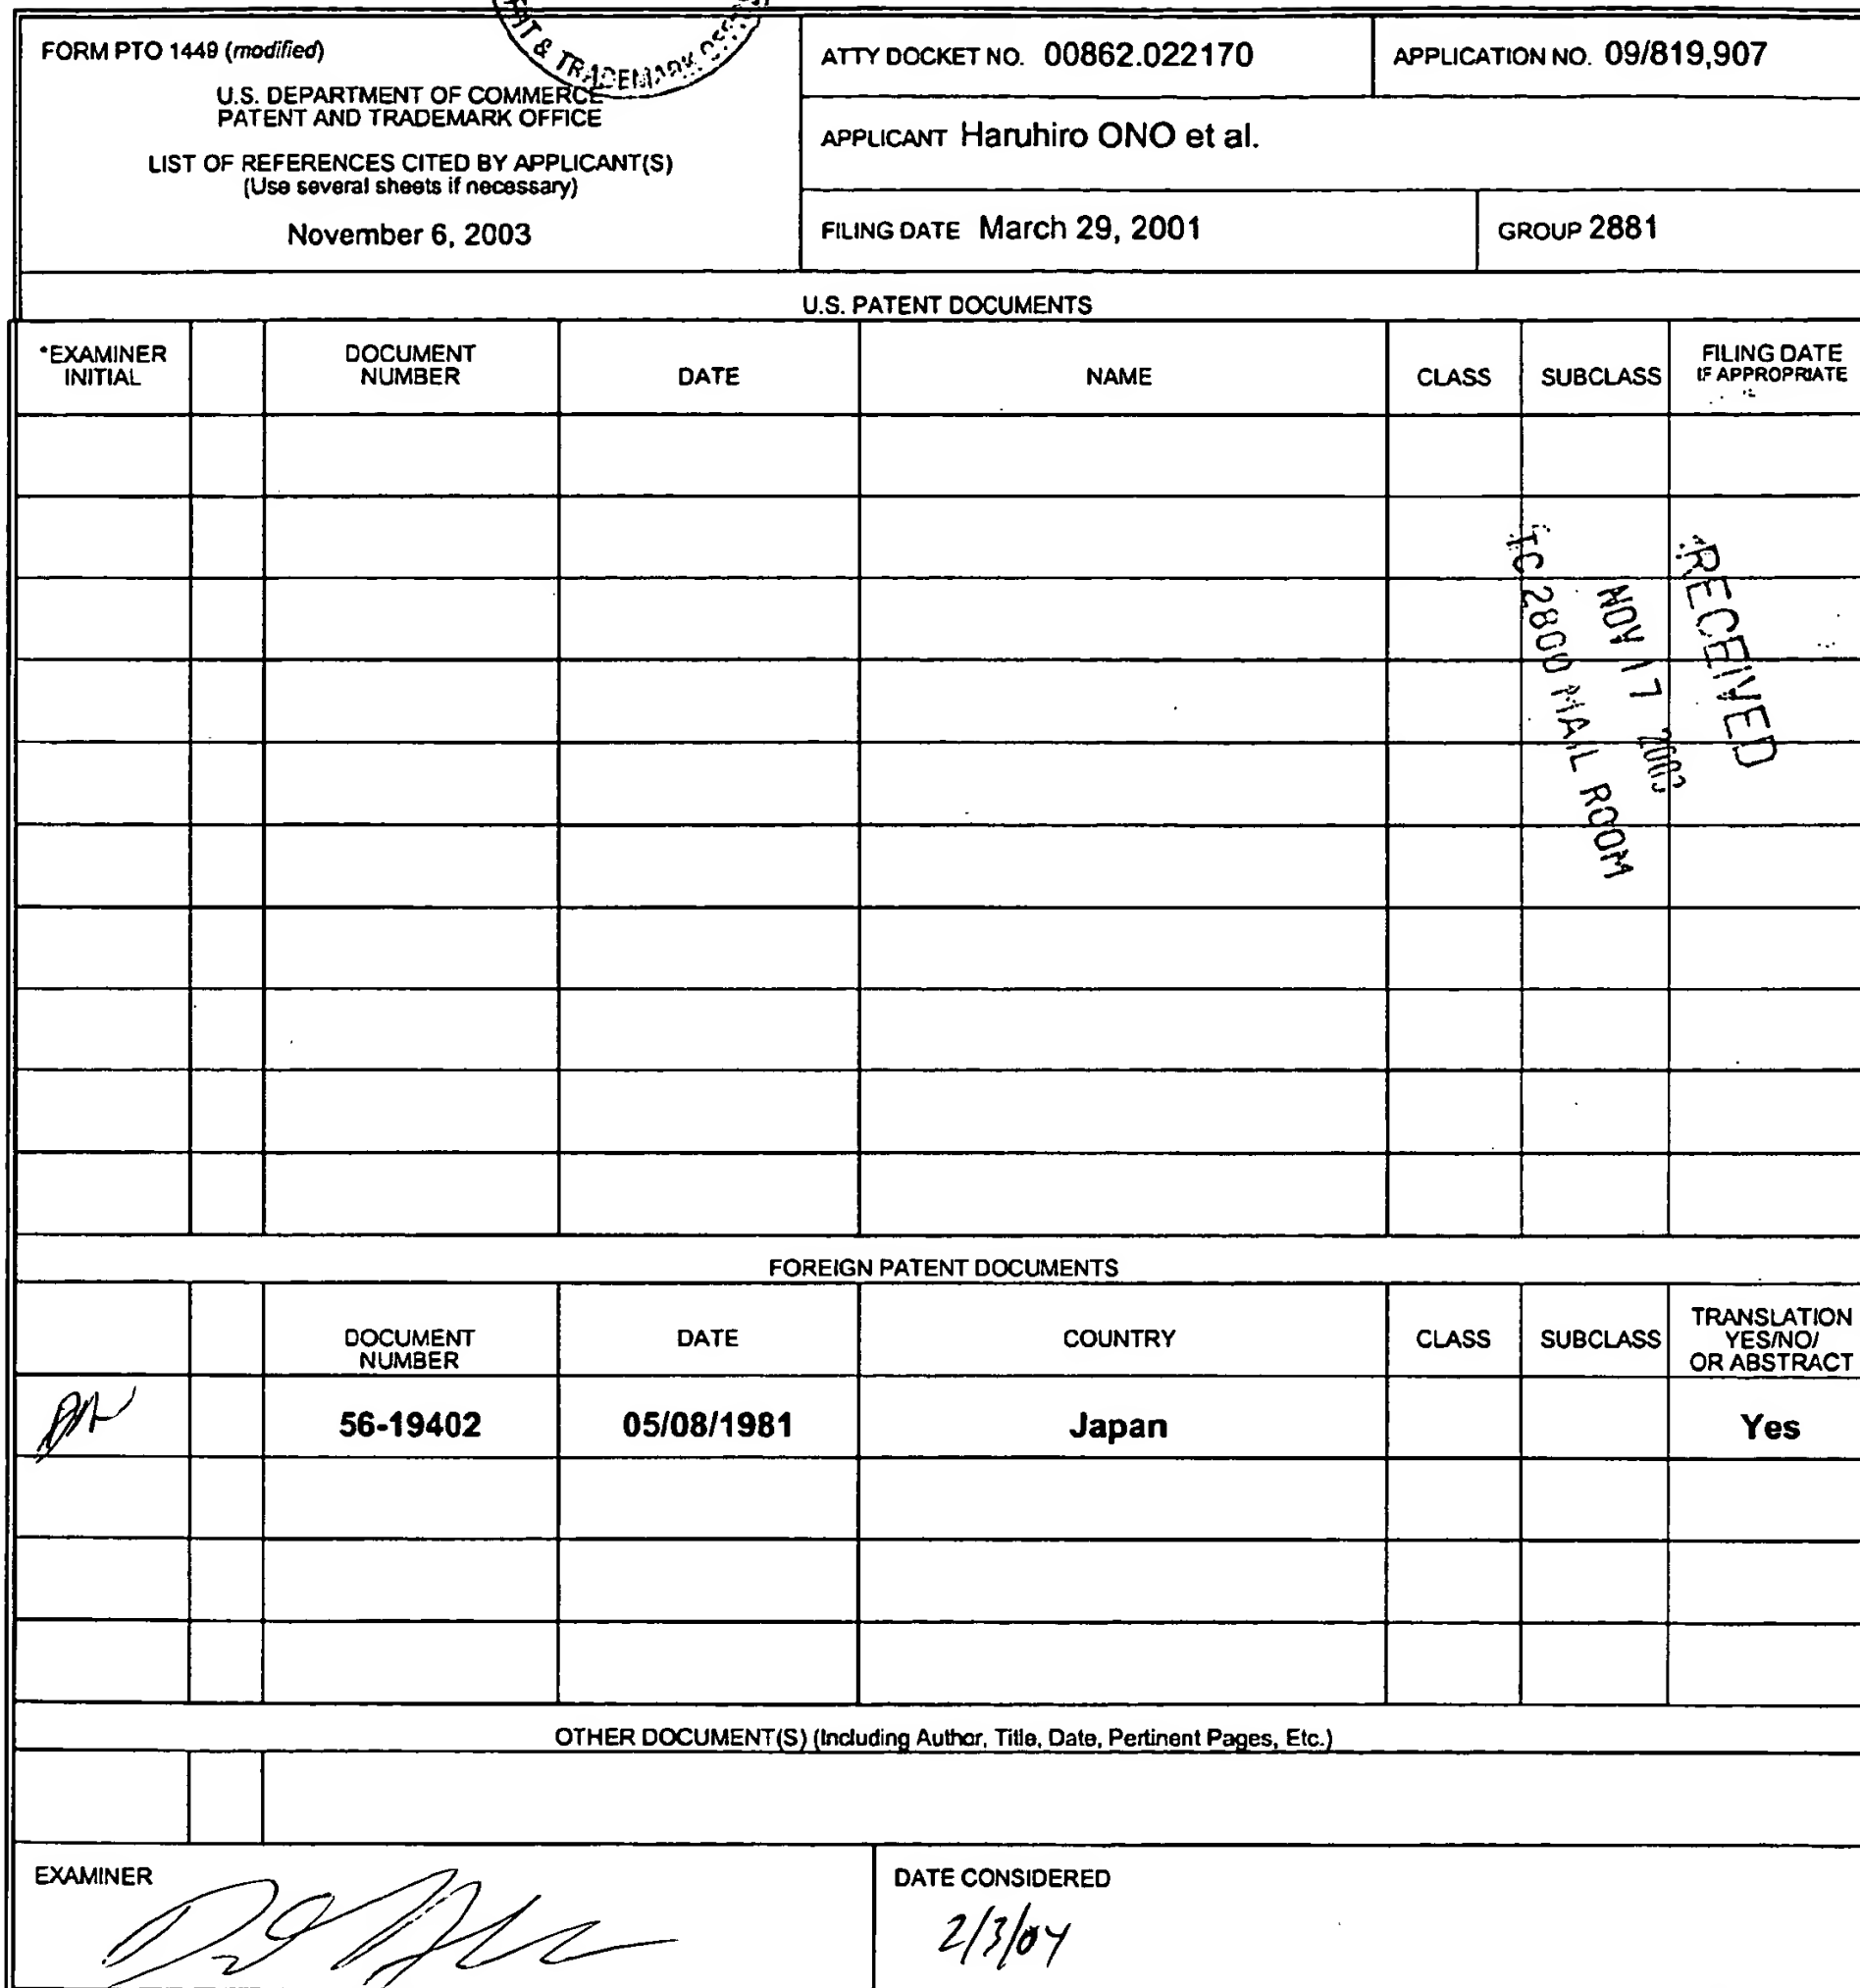 FORM PTO 1449 (modified)
U.S. DEPARTMENT OF COMMERCE
PATENT AND TRADEMARK OFFICE
LIST OF REFERENCES CITED BY APPLICANT(S)
(Use several sheets if necessary)
November 6, 2003
& TRADEMARK
ATTY DOCKET NO. 00862.022170
APPLICATION NO. 09/819,907
APPLICANT Haruhiro ONO et al.
FILING DATE March 29, 2001
GROUP 2881
U.S. PATENT DOCUMENTS
*EXAMINER INITIAL
DOCUMENT NUMBER
DATE
NAME
CLASS
SUBCLASS
FILING DATE IF APPROPRIATE
RECEIVED
NOV 17 2003
TC 2800 MAIL ROOM
FOREIGN PATENT DOCUMENTS
DOCUMENT NUMBER
DATE
COUNTRY
CLASS
SUBCLASS
TRANSLATION YES/NO/ OR ABSTRACT
56-19402
05/08/1981
Japan
Yes
OTHER DOCUMENT(S) (Including Author, Title, Date, Pertinent Pages, Etc.)
EXAMINER
DATE CONSIDERED
2/3/04